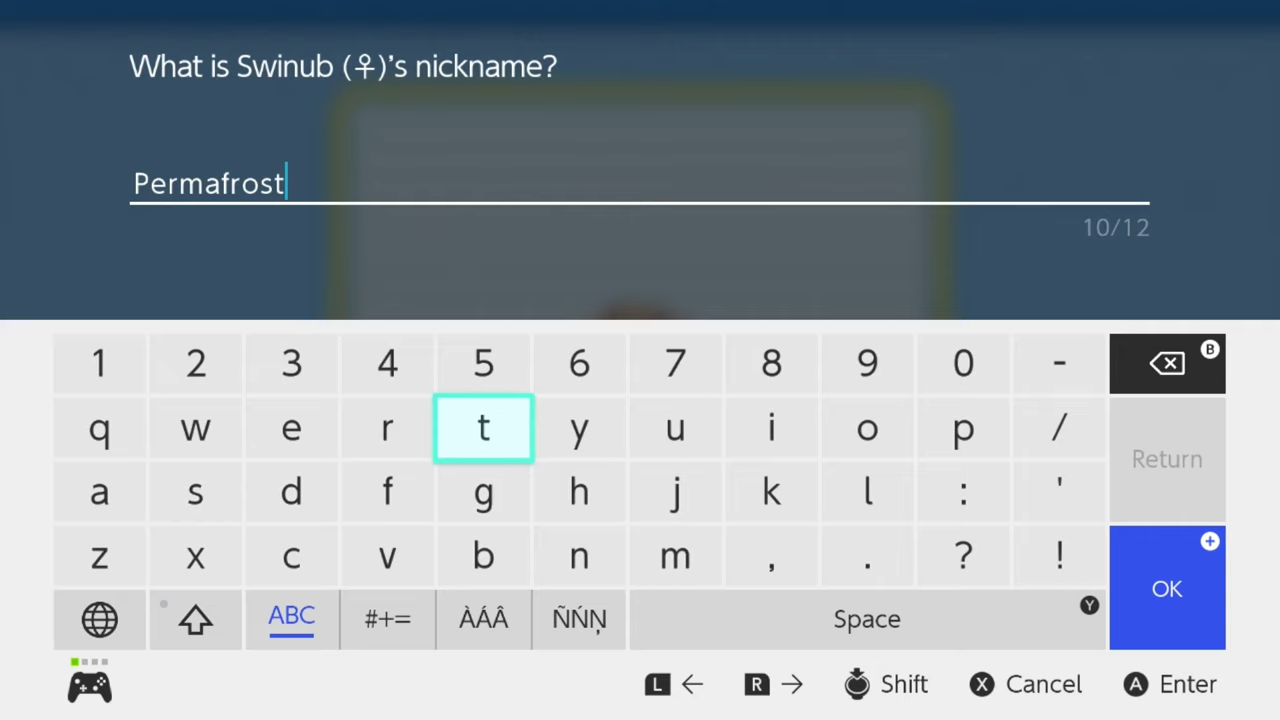 What is Swinub (♀)'s nickname?
Permafrost
10/12
1 2 3 4 5 6 7 8 9 0 - B
q w e r t y u i o p / Return
a s d f g h j k l : '
z x c v b n m , . ? ! + OK
ABC #+= ÀÁÂ ÑŃŅ Space Y
L ← R → Shift X Cancel A Enter